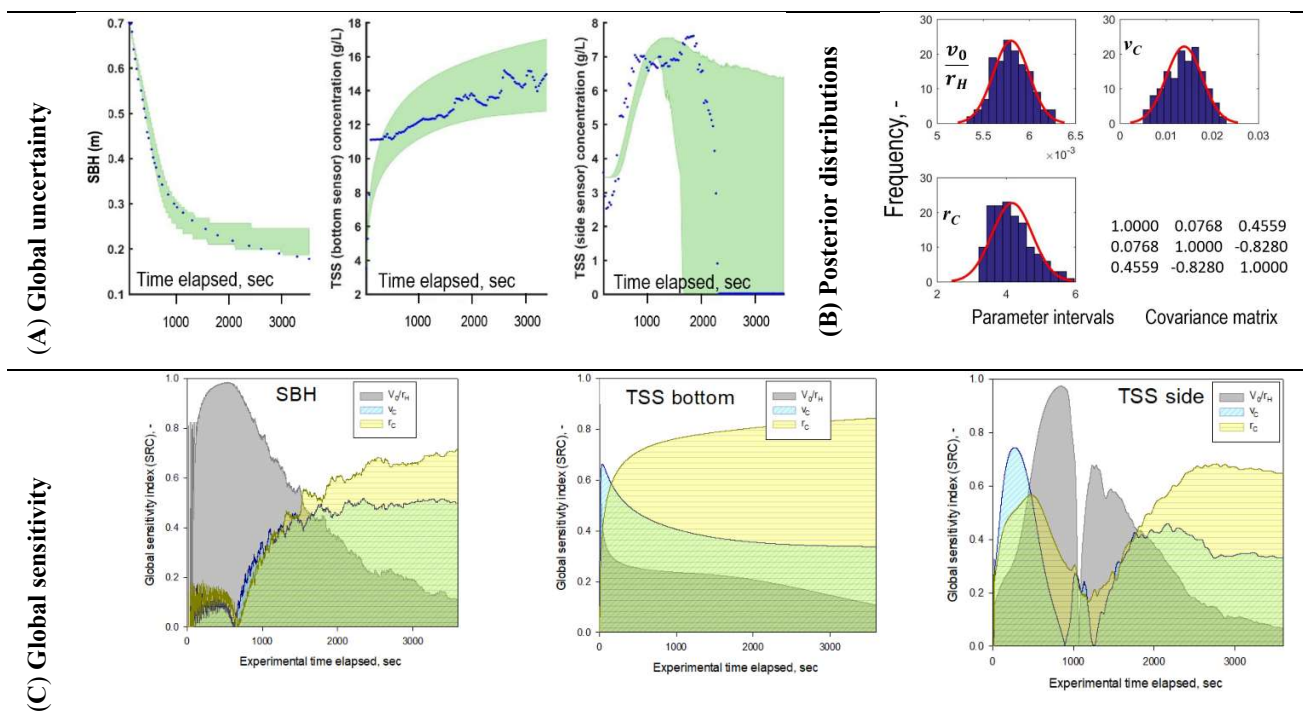 (A) Global uncertainty
SBH (m)
0.7
0.6
0.5
0.4
0.3
0.2
0.1
Time elapsed, sec
1000 2000 3000
TSS (bottom sensor) concentration (g/L)
18
16
14
12
10
8
6
4
Time elapsed, sec
1000 2000 3000
TSS (side sensor) concentration (g/L)
8
7
6
5
4
3
2
1
0
Time elapsed, sec
1000 2000 3000
(B) Posterior distributions
Frequency, -
v0
rH
30
20
10
0
5 5.5 6 6.5
×10-3
vC
30
20
10
0
0.01 0.02 0.03
rC
30
20
10
0
2 4 6
Parameter intervals
1.0000 0.0768 0.4559
0.0768 1.0000 -0.8280
0.4559 -0.8280 1.0000
Covariance matrix
(C) Global sensitivity
Global sensitivity index (SRC), -
1.0
0.8
0.6
0.4
0.2
0.0
SBH
V0/rH
vC
rC
0 1000 2000 3000
Experimental time elapsed, sec
Global sensitivity index (SRC), -
1.0
0.8
0.6
0.4
0.2
0.0
TSS bottom
V0/rH
vC
rC
0 1000 2000 3000
Experimental time elapsed, sec
Global sensitivity index (SRC), -
1.0
0.8
0.6
0.4
0.2
0.0
TSS side
V0/rH
vC
rC
0 1000 2000 3000
Experimental time elapsed, sec